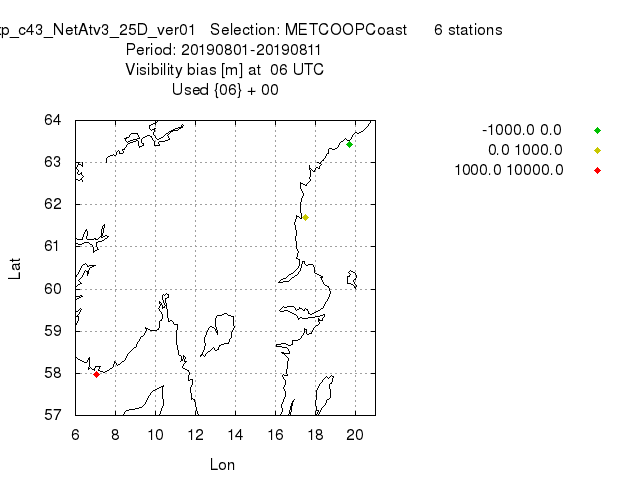 _c43_NetAtv3_25D_ver01 Selection: METCOOPCoast 6 stations
Period: 20190801-20190811
Visibility bias [m] at 06 UTC
Used {06} + 00
-1000.0 0.0
0.0 1000.0
1000.0 10000.0
64
63
62
61
60
59
58
57
Lat
6 8 10 12 14 16 18 20
Lon